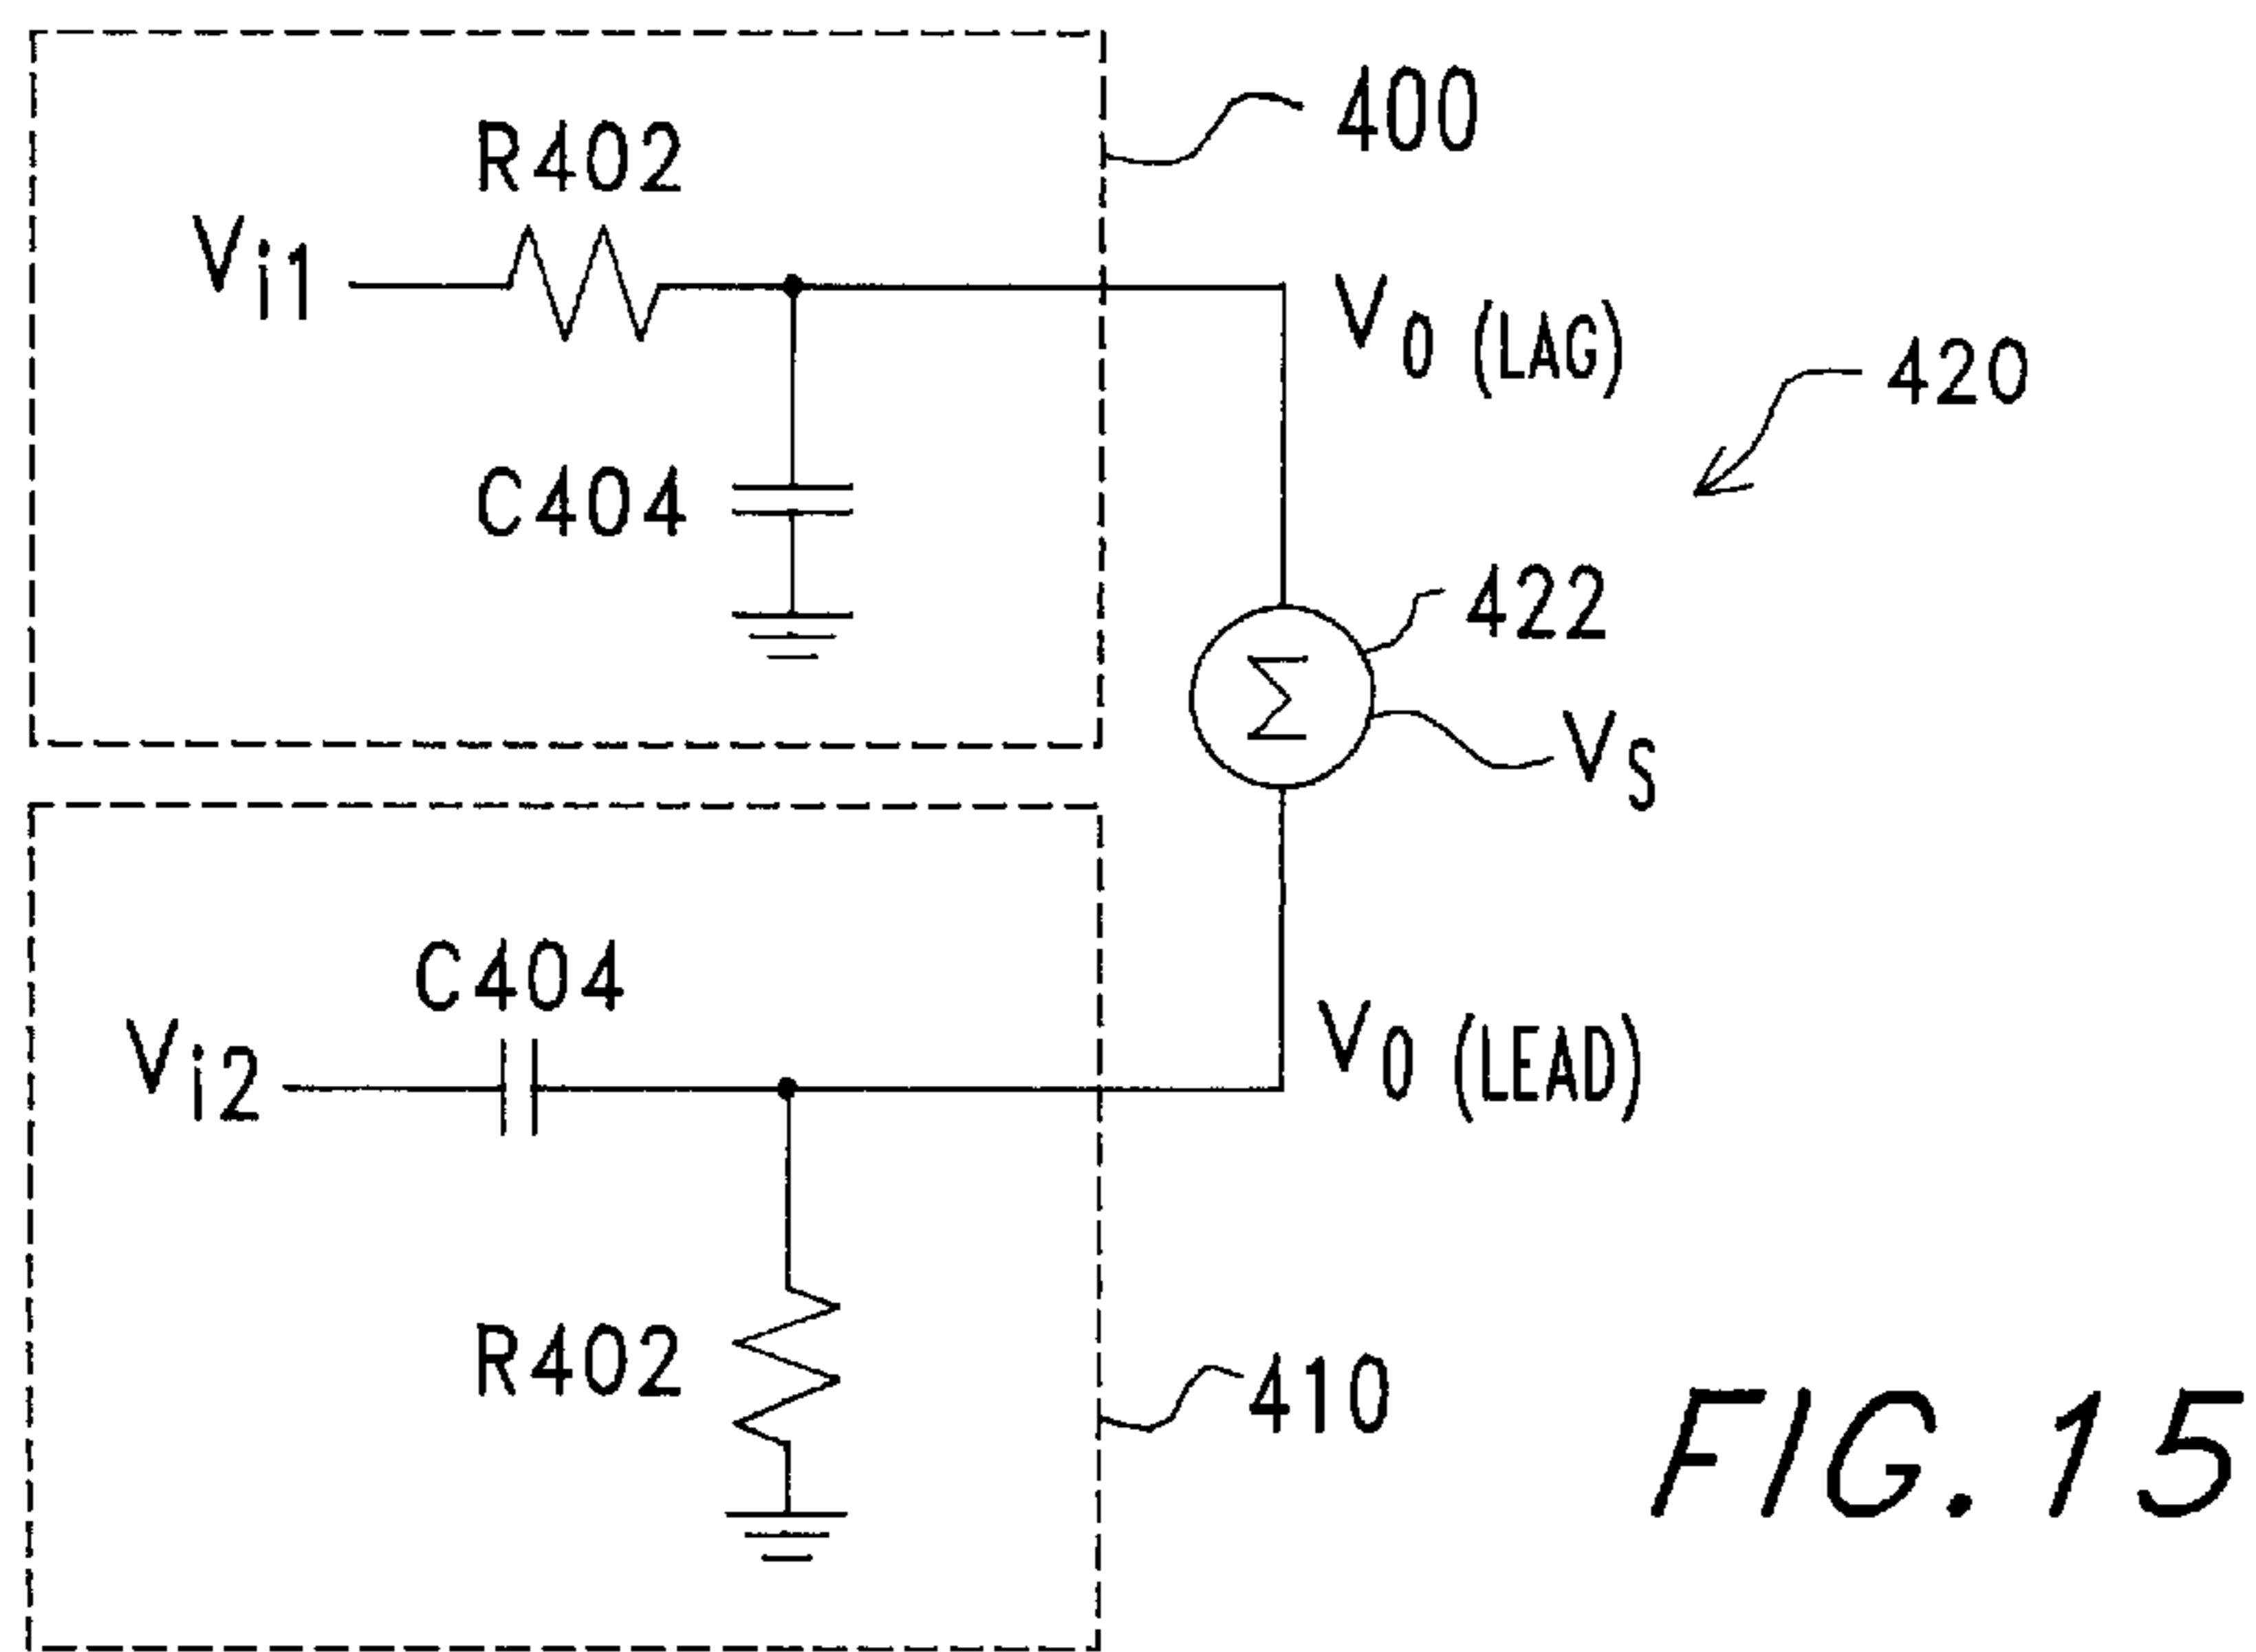 400
R402
Vi1
V0 (LAG)
420
C404
422
Σ
VS
C404
Vi2
V0 (LEAD)
R402
410
FIG. 15